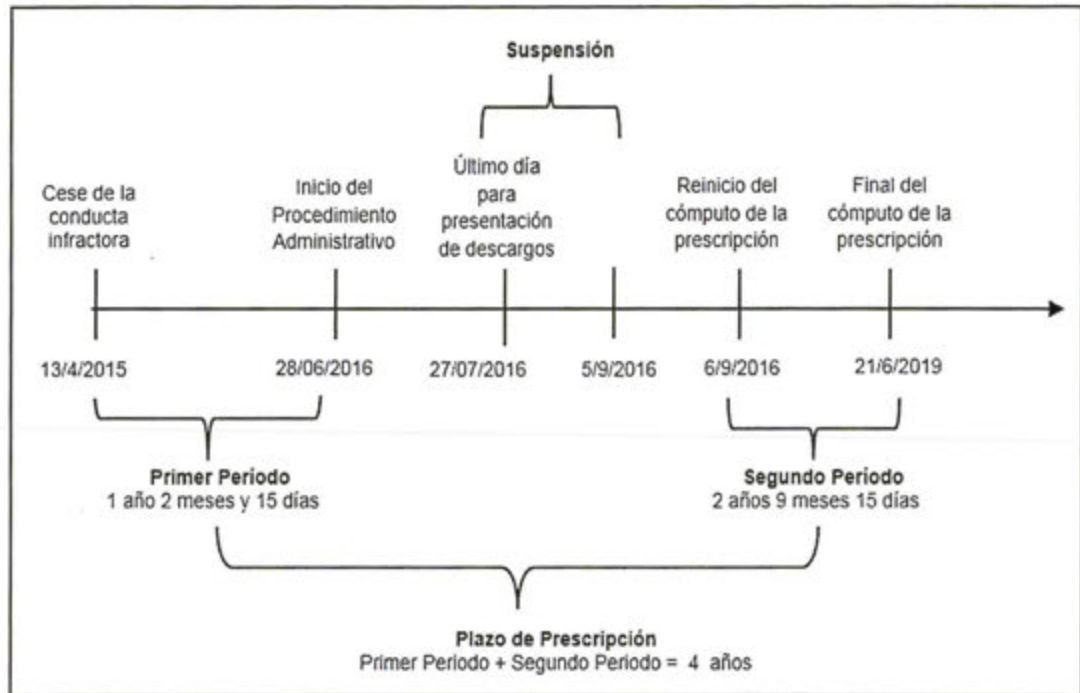 Suspensión
Cese de la
conducta
infractora
Inicio del
Procedimiento
Administrativo
Último día
para
presentación
de descargos
Reinicio del
cómputo de la
prescripción
Final del
cómputo de la
prescripción
13/4/2015
28/06/2016
27/07/2016
5/9/2016
6/9/2016
21/6/2019
Primer Período
1 año 2 meses y 15 días
Segundo Período
2 años 9 meses 15 días
Plazo de Prescripción
Primer Periodo + Segundo Periodo = 4 años